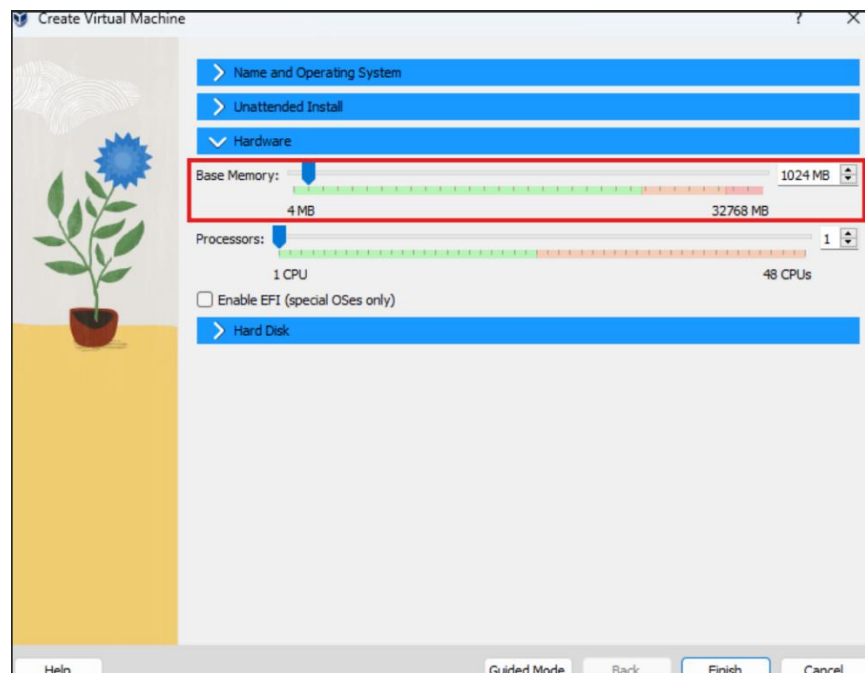 Create Virtual Machine ? X
Name and Operating System
Unattended Install
Hardware
Base Memory: 1024 MB
4 MB 32768 MB
Processors: 1
1 CPU 48 CPUs
Enable EFI (special OSes only)
Hard Disk
Help Guided Mode Back Finish Cancel